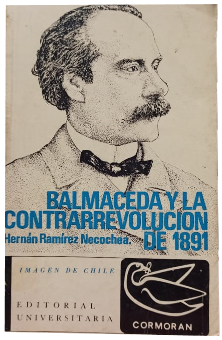 BALMACEDA Y LA
CONTRARREVOLUCION
Hernán Ramírez Necochea. DE 1891
IMAGEN DE CHILE
EDITORIAL
UNIVERSITARIA
CORMORAN